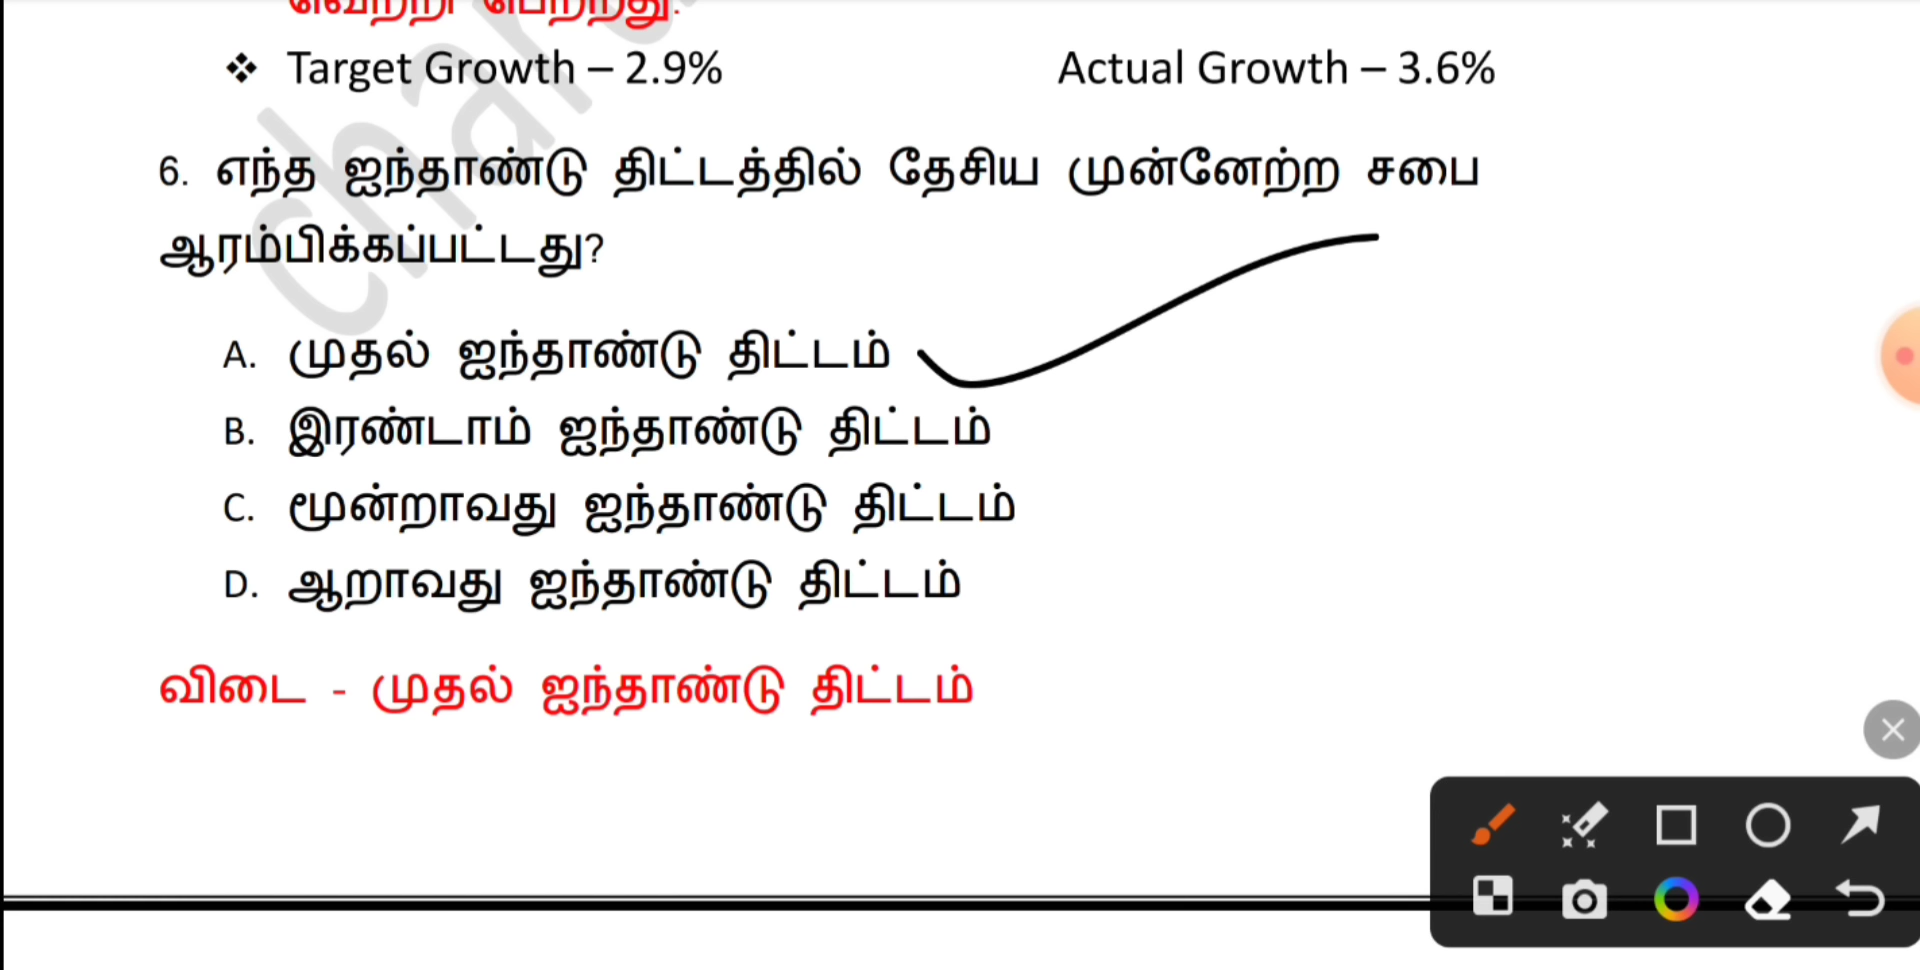 வெற்றி பெற்றது.
❖ Target Growth – 2.9% Actual Growth – 3.6%
6. எந்த ஐந்தாண்டு திட்டத்தில் தேசிய முன்னேற்ற சபை
ஆரம்பிக்கப்பட்டது?
A. முதல் ஐந்தாண்டு திட்டம்
B. இரண்டாம் ஐந்தாண்டு திட்டம்
C. மூன்றாவது ஐந்தாண்டு திட்டம்
D. ஆறாவது ஐந்தாண்டு திட்டம்
விடை - முதல் ஐந்தாண்டு திட்டம்